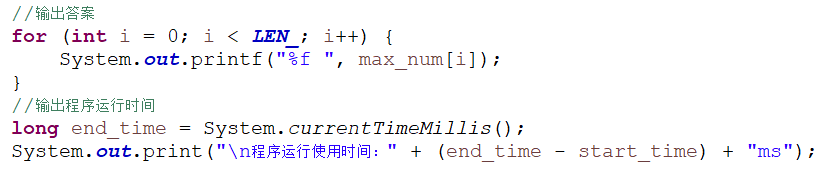 //输出答案
for (int i = 0; i < LEN_; i++) {
    System.out.printf("%f ", max_num[i]);
}
//输出程序运行时间
long end_time = System.currentTimeMillis();
System.out.print("\n程序运行使用时间：" + (end_time - start_time) + "ms");